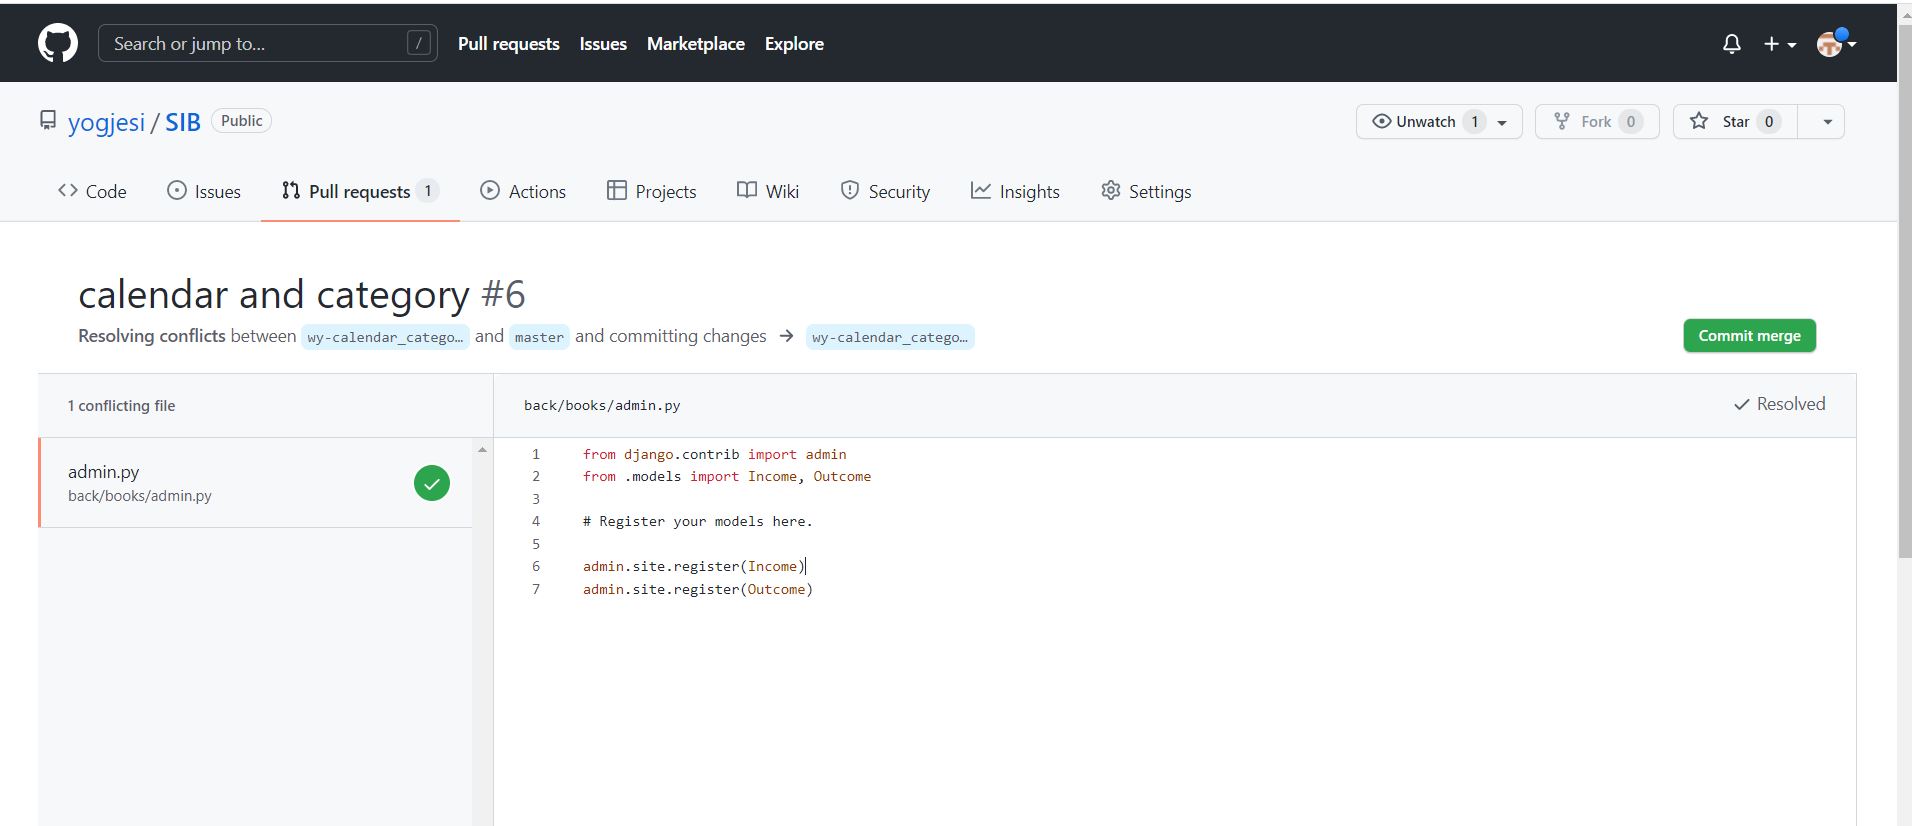 Search or jump to... /
Pull requests Issues Marketplace Explore
yogjesi / SIB Public
Unwatch 1 Fork 0 Star 0
Code Issues Pull requests 1 Actions Projects Wiki Security Insights Settings
calendar and category #6
Resolving conflicts between wy-calendar_catego… and master and committing changes → wy-calendar_catego…
Commit merge
1 conflicting file
back/books/admin.py
Resolved
admin.py
back/books/admin.py
1 from django.contrib import admin
2 from .models import Income, Outcome
3
4 # Register your models here.
5
6 admin.site.register(Income)
7 admin.site.register(Outcome)